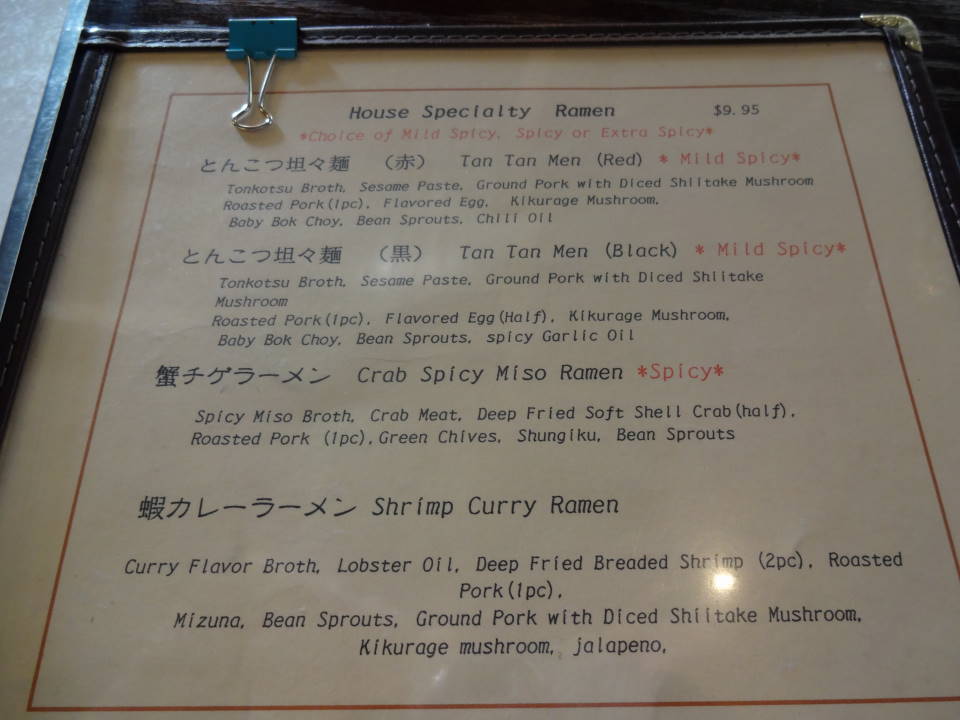 House Specialty Ramen $9.95
*Choice of Mild Spicy, Spicy or Extra Spicy*
とんこつ坦々麺 （赤） Tan Tan Men (Red) * Mild Spicy*
Tonkotsu Broth, Sesame Paste, Ground Pork with Diced Shiitake Mushroom
Roasted Pork(1pc), Flavored Egg, Kikurage Mushroom,
Baby Bok Choy, Bean Sprouts, Chili Oil
とんこつ坦々麺 （黒） Tan Tan Men (Black) * Mild Spicy*
Tonkotsu Broth, Sesame Paste, Ground Pork with Diced Shiitake
Mushroom
Roasted Pork(1pc), Flavored Egg(Half), Kikurage Mushroom,
Baby Bok Choy, Bean Sprouts, spicy Garlic Oil
蟹チゲラーメン Crab Spicy Miso Ramen *Spicy*
Spicy Miso Broth, Crab Meat, Deep Fried Soft Shell Crab(half),
Roasted Pork (1pc),Green Chives, Shungiku, Bean Sprouts
蝦カレーラーメン Shrimp Curry Ramen
Curry Flavor Broth, Lobster Oil, Deep Fried Breaded Shrimp (2pc), Roasted
Pork(1pc),
Mizuna, Bean Sprouts, Ground Pork with Diced Shiitake Mushroom,
Kikurage mushroom, jalapeno,